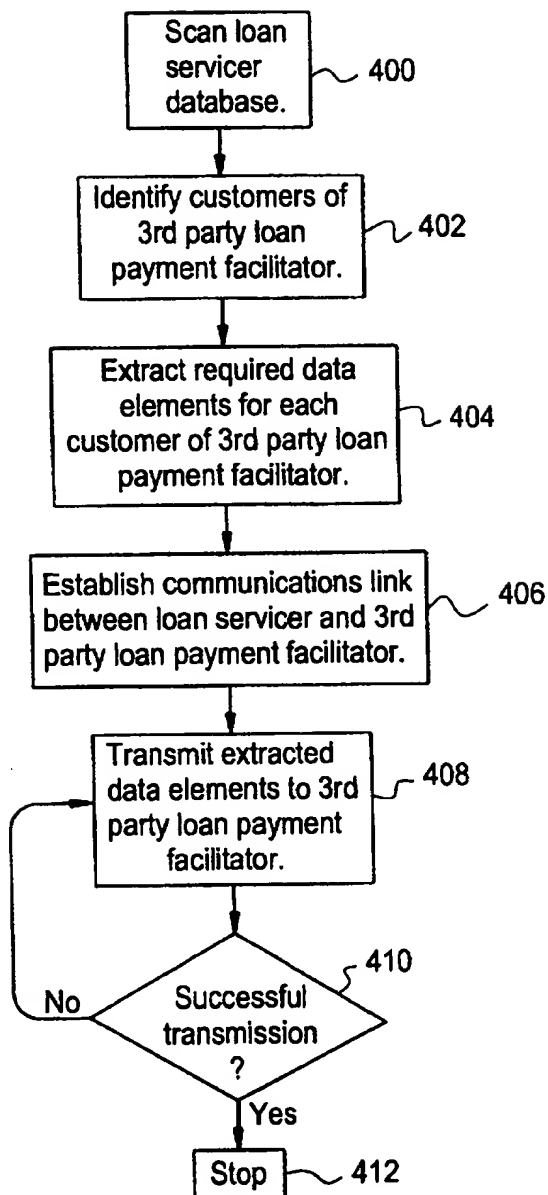 Scan loan
servicer
database.
400
Identify customers of
3rd party loan
payment facilitator.
402
Extract required data
elements for each
customer of 3rd party loan
payment facilitator.
404
Establish communications link
between loan servicer and 3rd
party loan payment facilitator.
406
Transmit extracted
data elements to 3rd
party loan payment
facilitator.
408
Successful
transmission
?
410
No
Yes
Stop
412